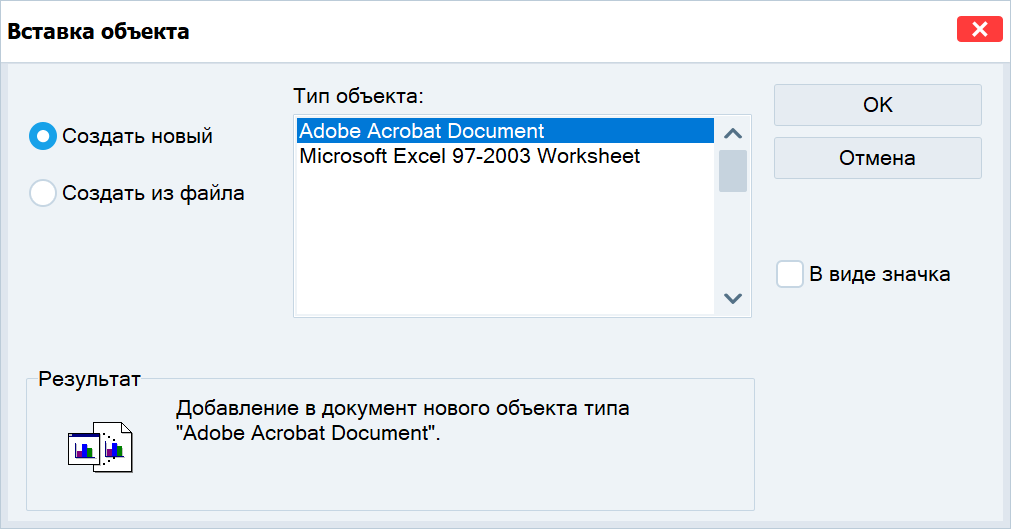 Вставка объекта
Тип объекта:
Создать новый
Создать из файла
Adobe Acrobat Document
Microsoft Excel 97-2003 Worksheet
OK
Отмена
В виде значка
Результат
Добавление в документ нового объекта типа
"Adobe Acrobat Document".